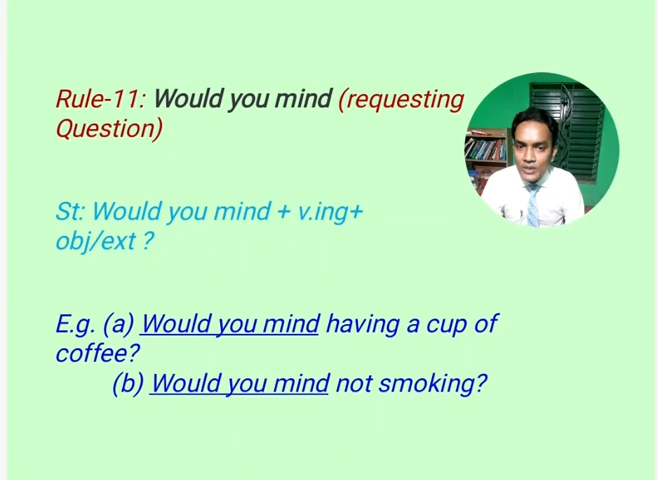 Rule-11: Would you mind (requesting
Question)
St: Would you mind + v.ing+
obj/ext ?
E.g. (a) Would you mind having a cup of
coffee?
(b) Would you mind not smoking?